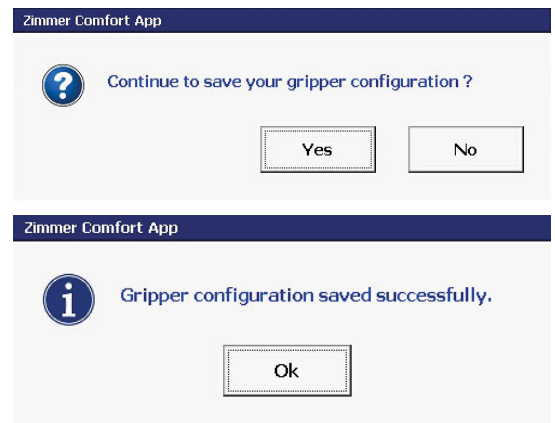 Zimmer Comfort App
Continue to save your gripper configuration ?
Yes No
Zimmer Comfort App
Gripper configuration saved successfully.
Ok